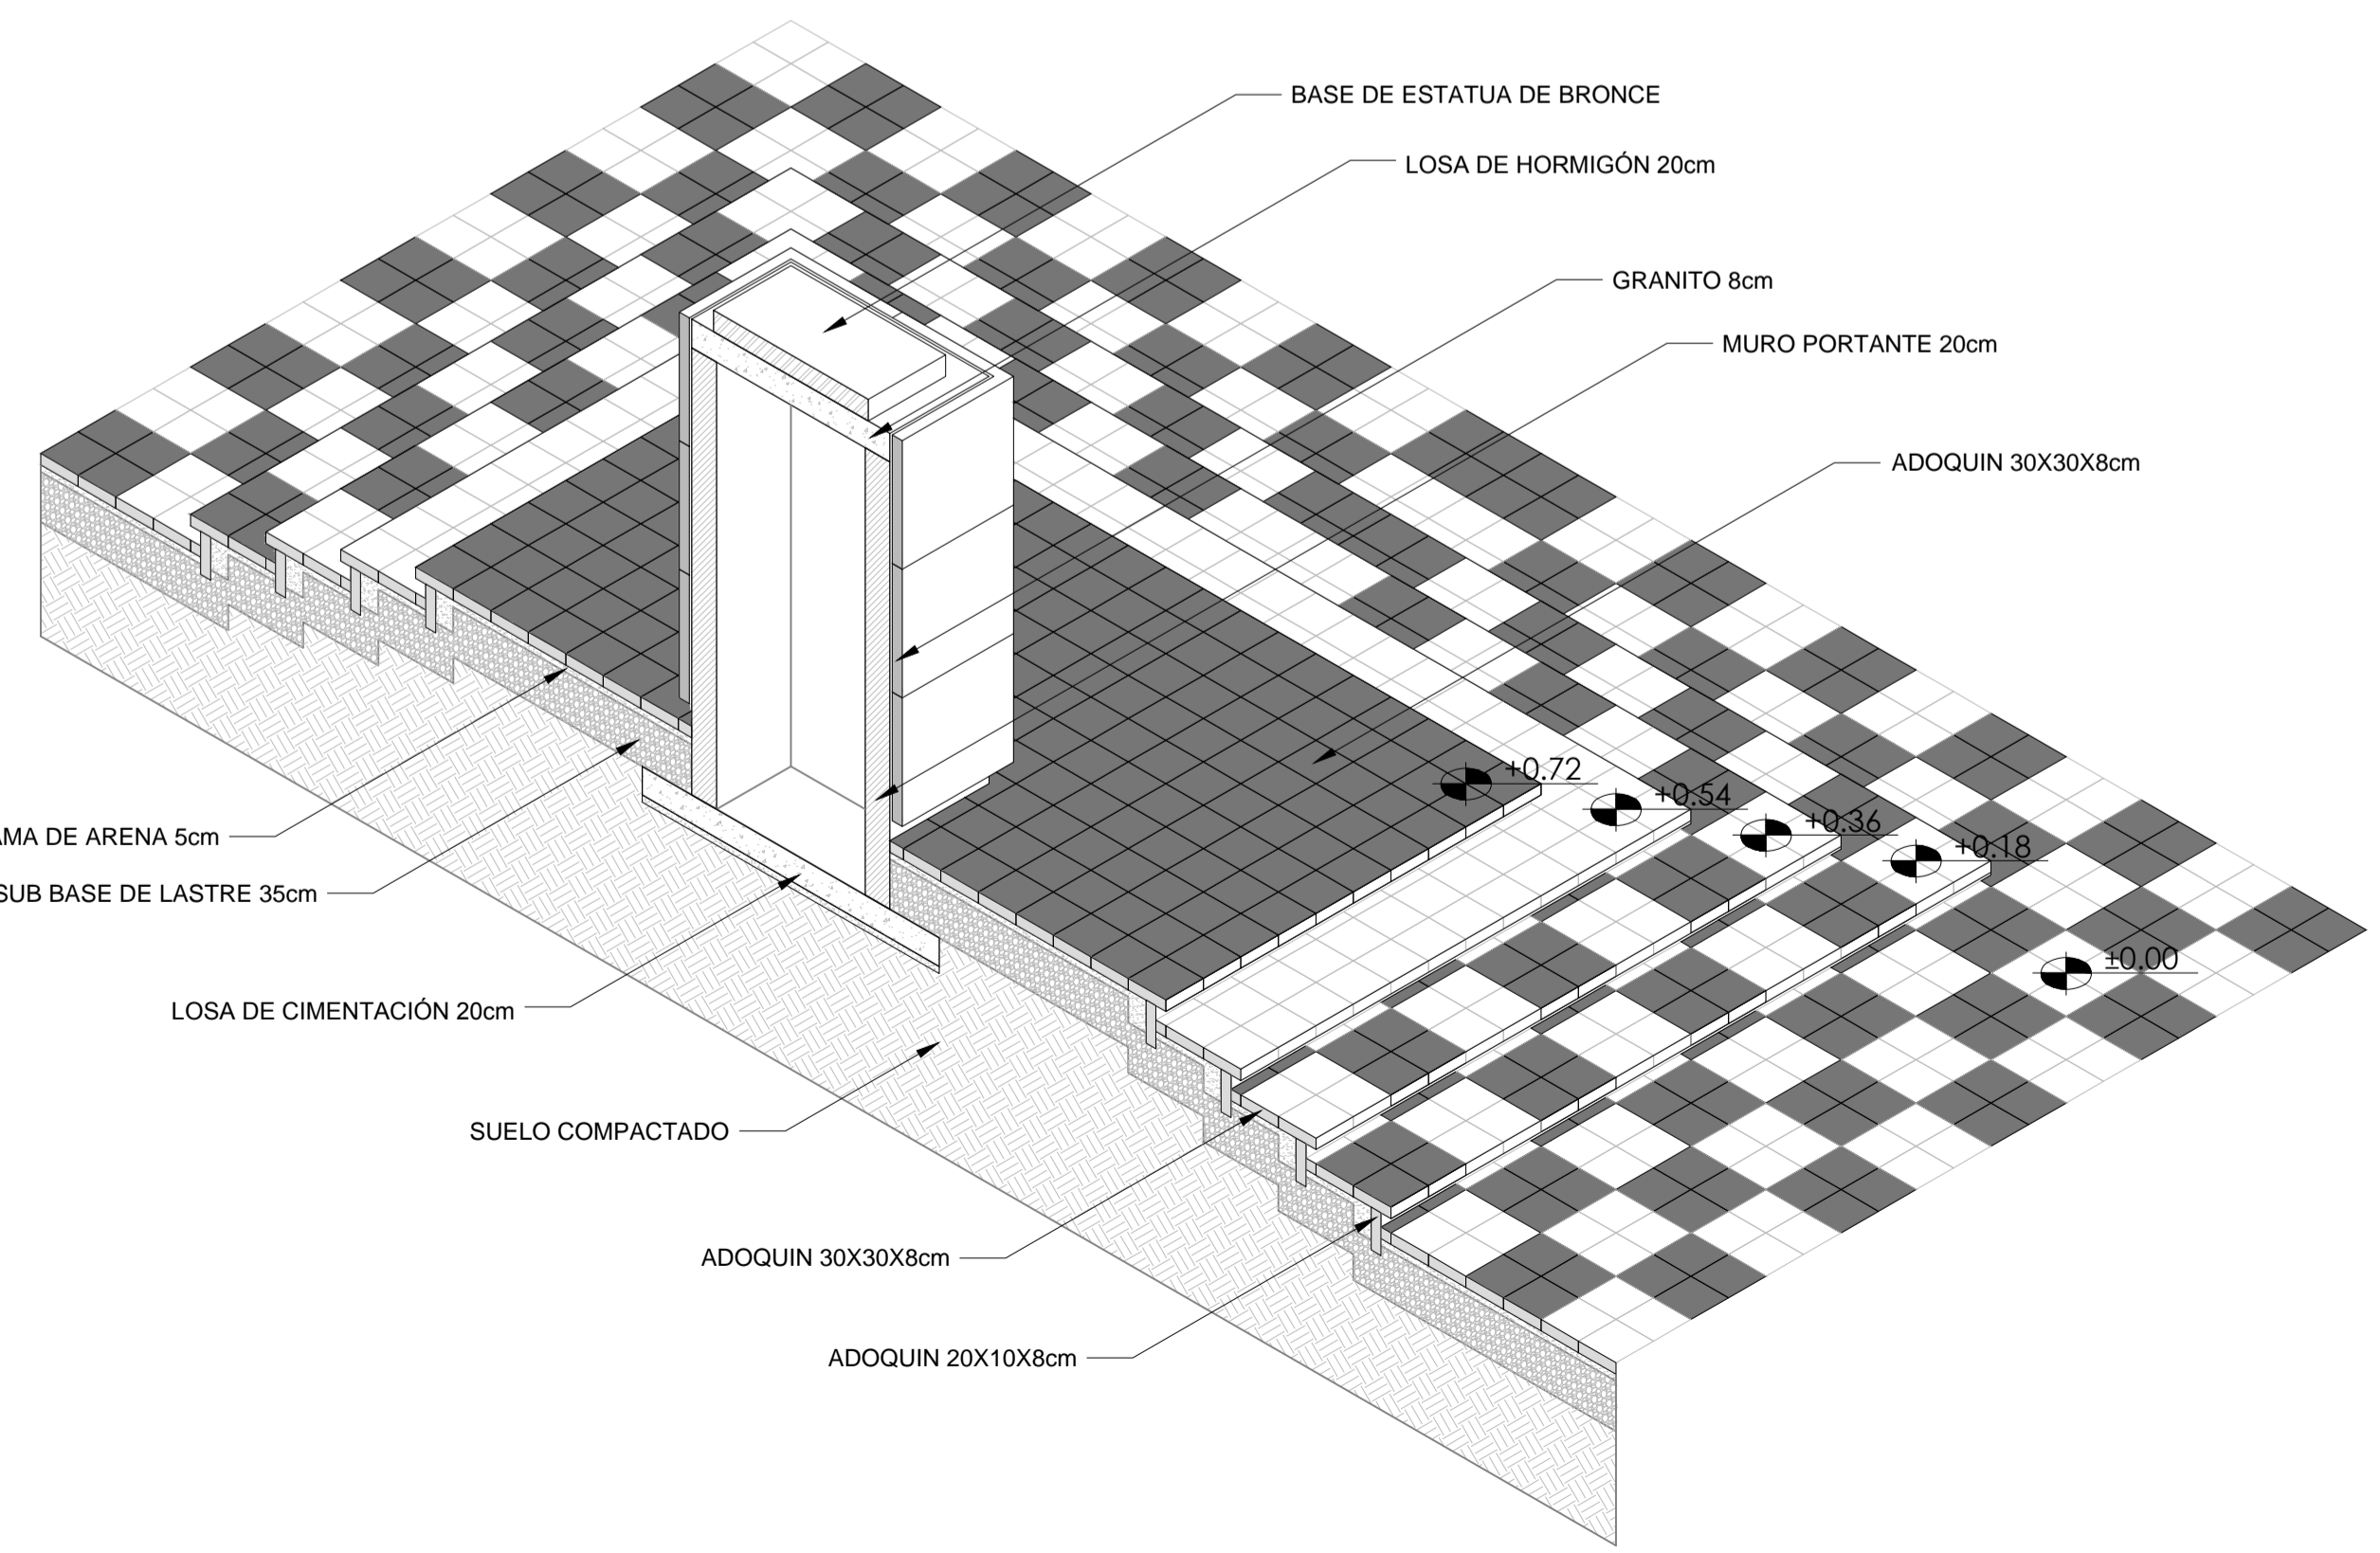 BASE DE ESTATUA DE BRONCE
LOSA DE HORMIGÓN 20cm
GRANITO 8cm
MURO PORTANTE 20cm
ADOQUIN 30X30X8cm
+0.72
+0.54
+0.36
+0.18
±0.00
AMA DE ARENA 5cm
SUB BASE DE LASTRE 35cm
LOSA DE CIMENTACIÓN 20cm
SUELO COMPACTADO
ADOQUIN 30X30X8cm
ADOQUIN 20X10X8cm